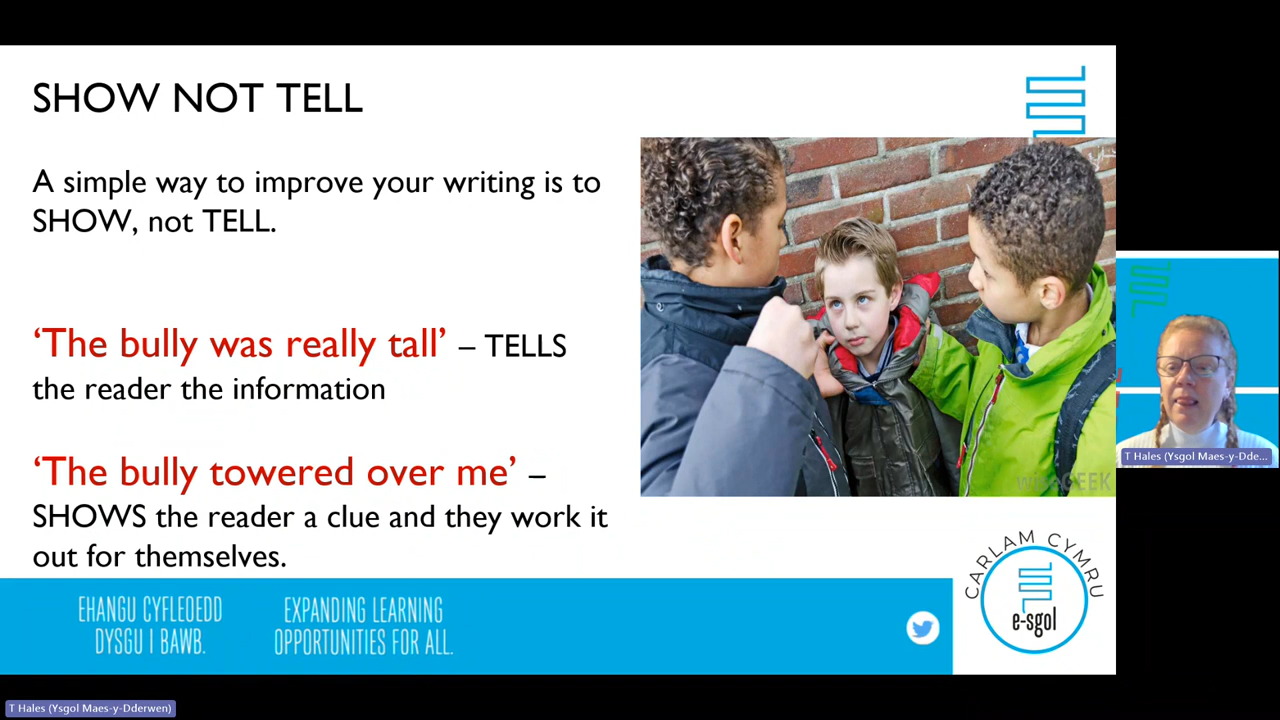 SHOW NOT TELL
A simple way to improve your writing is to
SHOW, not TELL.
‘The bully was really tall’ – TELLS
the reader the information
‘The bully towered over me’ –
SHOWS the reader a clue and they work it
out for themselves.
EHANGU CYFLEOEDD
DYSGU I BAWB.
EXPANDING LEARNING
OPPORTUNITIES FOR ALL.
CARLAM CYMRU
e-sgol
T Hales (Ysgol Maes-y-Dde...
T Hales (Ysgol Maes-y-Dderwen)